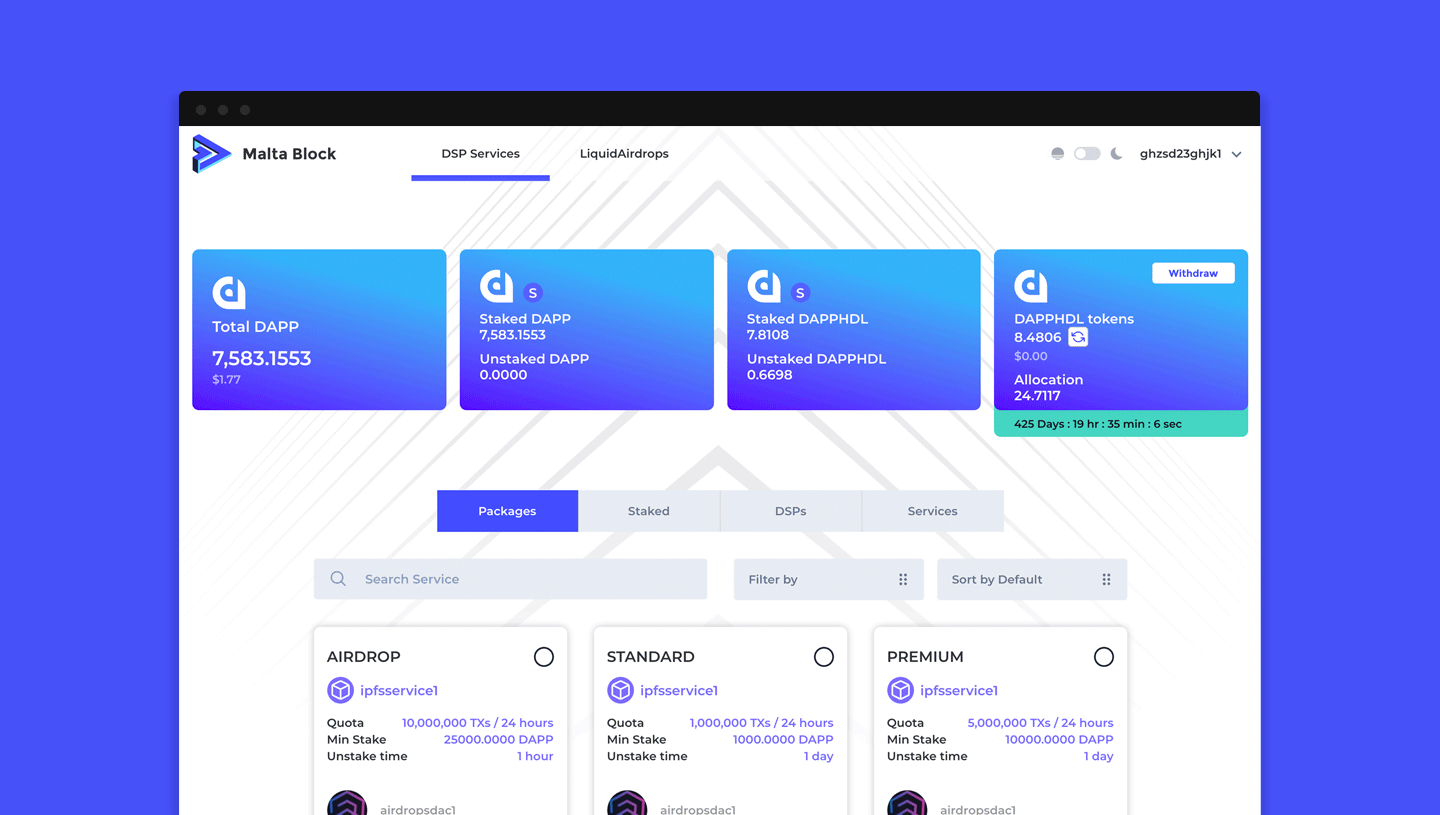 Malta Block
DSP Services
LiquidAirdrops
ghzsd23ghjk1
Total DAPP
7,583.1553
$1.77
S
Staked DAPP
7,583.1553
Unstaked DAPP
0.0000
S
Staked DAPPHDL
7.8108
Unstaked DAPPHDL
0.6698
Withdraw
DAPPHDL tokens
8.4806
$0.00
Allocation
24.7117
425 Days : 19 hr : 35 min : 6 sec
Packages
Staked
DSPs
Services
Search Service
Filter by
Sort by Default
AIRDROP
ipfsservice1
Quota 10,000,000 TXs / 24 hours
Min Stake 25000.0000 DAPP
Unstake time 1 hour
airdropsdac1
STANDARD
ipfsservice1
Quota 1,000,000 TXs / 24 hours
Min Stake 1000.0000 DAPP
Unstake time 1 day
airdropsdac1
PREMIUM
ipfsservice1
Quota 5,000,000 TXs / 24 hours
Min Stake 10000.0000 DAPP
Unstake time 1 day
airdropsdac1